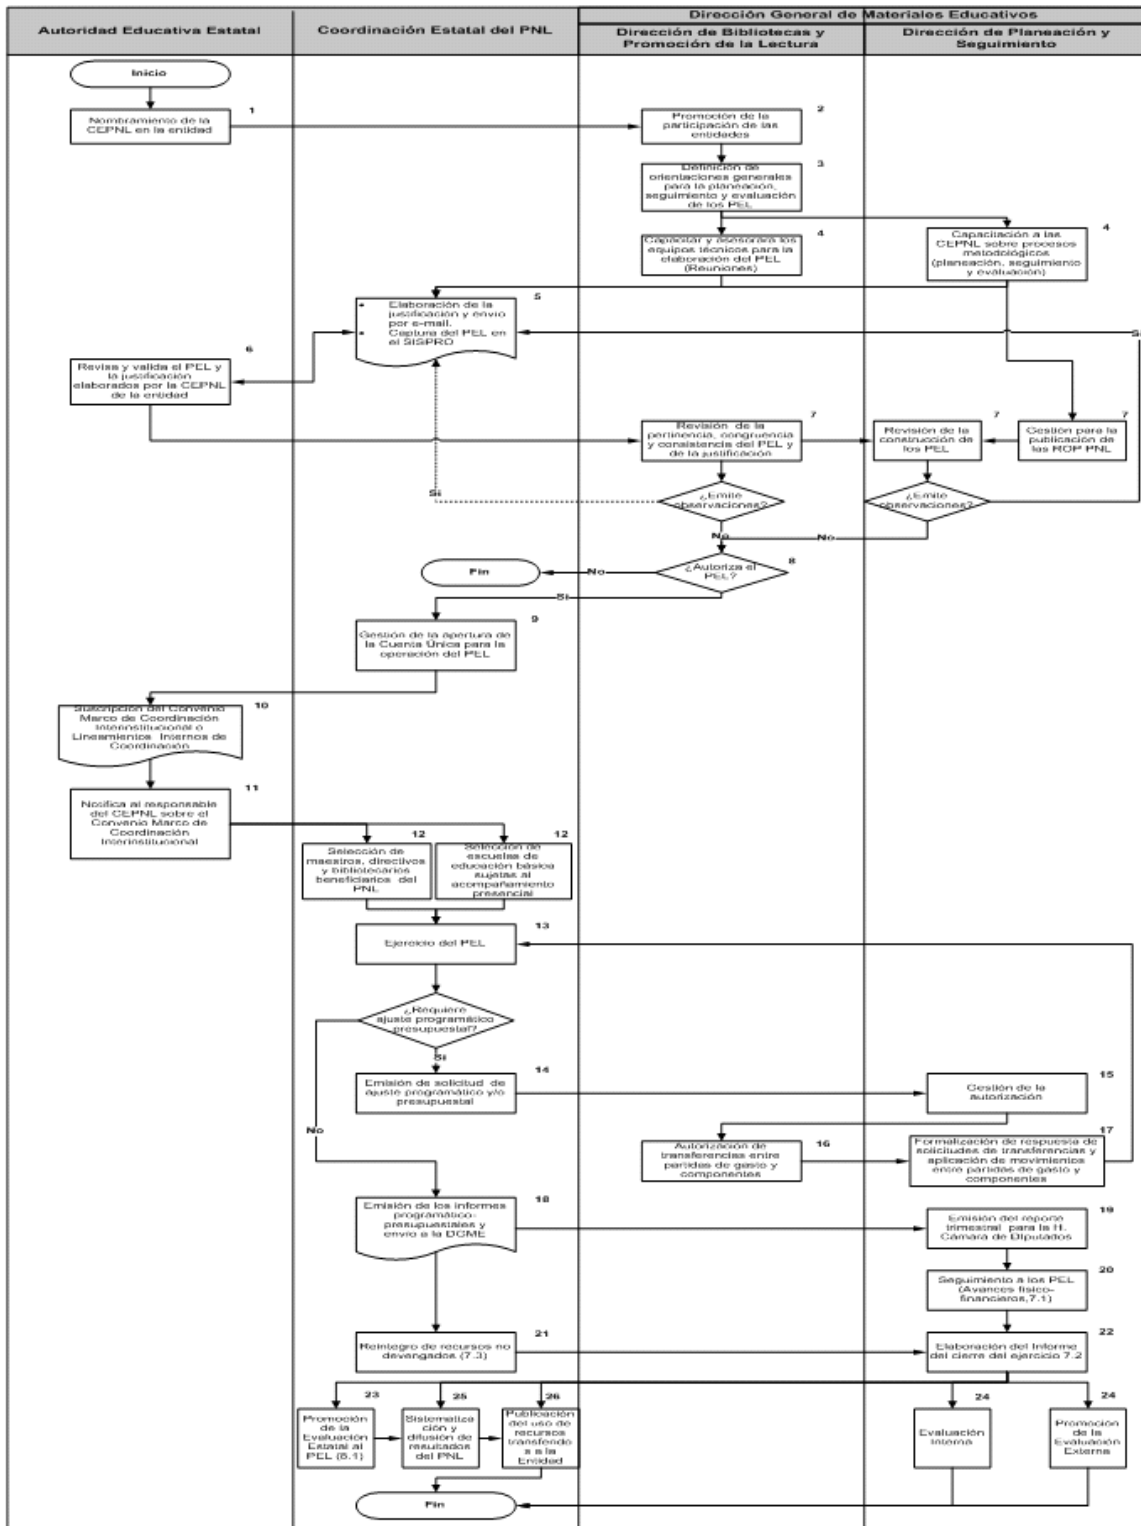 Dirección General de Materiales Educativos
Autoridad Educativa Estatal
Coordinación Estatal del PNL
Dirección de Bibliotecas y
Promoción de la Lectura
Dirección de Planeación y
Seguimiento
Inicio
1
Nombramiento de la
CEPNL en la entidad
2
Promoción de la
participación de las
entidades
3
Definición de
orientaciones generales
para la planeación,
seguimiento y evaluación
de los PEL
4
Capacitar y asesorara los
equipos técnicos para la
elaboración del PEL
(Reuniones)
4
Capacitación a las
CEPNL sobre procesos
metodológicos
(planeación, seguimiento
y evaluación)
5
• Elaboración de la
justificación y envío
por e-mail.
• Captura del PEL en
el SISPRO
6
Revisa y valida el PEL y
la justificación
elaborados por la CEPNL
de la entidad
7
Revisión de la
pertinencia, congruencia
y consistencia del PEL y
de la justificación
7
Revisión de la
construcción de
los PEL
7
Gestión para la
publicación de
las ROP PNL
¿Emite
observaciones?
Si
No
¿Emite
observaciones?
Si
No
8
¿Autoriza el
PEL?
No
Fin
Si
9
Gestión de la apertura de
la Cuenta Única para la
operación del PEL
10
Suscripción del Convenio
Marco de Coordinación
Interinstitucional o
Lineamientos Internos de
Coordinación
11
Notifica al responsable
del CEPNL sobre el
Convenio Marco de
Coordinación
Interinstitucional
12
Selección de
maestros, directivos
y bibliotecarios
beneficiarios del
PNL
12
Selección de
escuelas de
educación básica
sujetas al
acompañamiento
presencial
13
Ejercicio del PEL
¿Requiere
ajuste programático
presupuestal?
Si
No
14
Emisión de solicitud de
ajuste programático y/o
presupuestal
15
Gestión de la
autorización
16
Autorización de
transferencias entre
partidas de gasto y
componentes
17
Formalización de respuesta de
solicitudes de transferencias y
aplicación de movimientos
entre partidas de gasto y
componentes
18
Emisión de los informes
programático-
presupuestales y
envío a la DGME
19
Emisión del reporte
trimestral para la H.
Cámara de Diputados
20
Seguimiento a los PEL
(Avances físico-
financieros,7.1)
21
Reintegro de recursos no
devengados (7.3)
22
Elaboración del Informe
del cierre del ejercicio 7.2
23
Promoción
de la
Evaluación
Estatal al
PEL (8.1)
25
Sistematiza
ción y
difusión de
resultados
del PNL
26
Publicación
del uso de
recursos
transferido
s a la
Entidad
24
Evaluación
Interna
24
Promoción
de la
Evaluación
Externa
Fin